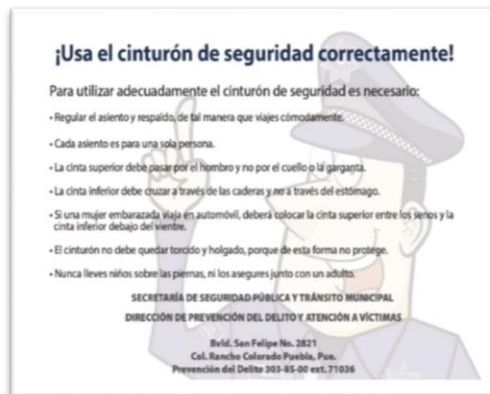 ¡Usa el cinturón de seguridad correctamente!
Para utilizar adecuadamente el cinturón de seguridad es necesario:
• Regular el asiento y respaldo, de tal manera que viajes cómodamente.
• Cada asiento es para una sola persona.
• La cinta superior debe pasar por el hombro y no por el cuello o la garganta.
• La cinta inferior debe cruzar a través de las caderas y no a través del estómago.
• Si una mujer embarazada viaja en automóvil, deberá colocar la cinta superior entre los senos y la
cinta inferior debajo del vientre.
• El cinturón no debe quedar torcido y holgado, porque de esta forma no protege.
• Nunca lleves niños sobre las piernas, ni los asegures junto con un adulto.
SECRETARÍA DE SEGURIDAD PÚBLICA Y TRÁNSITO MUNICIPAL
DIRECCIÓN DE PREVENCIÓN DEL DELITO Y ATENCIÓN A VÍCTIMAS
Bvld. San Felipe No. 2821
Col. Rancho Colorado Puebla, Pue.
Prevención del Delito 303-85-00 ext. 71036